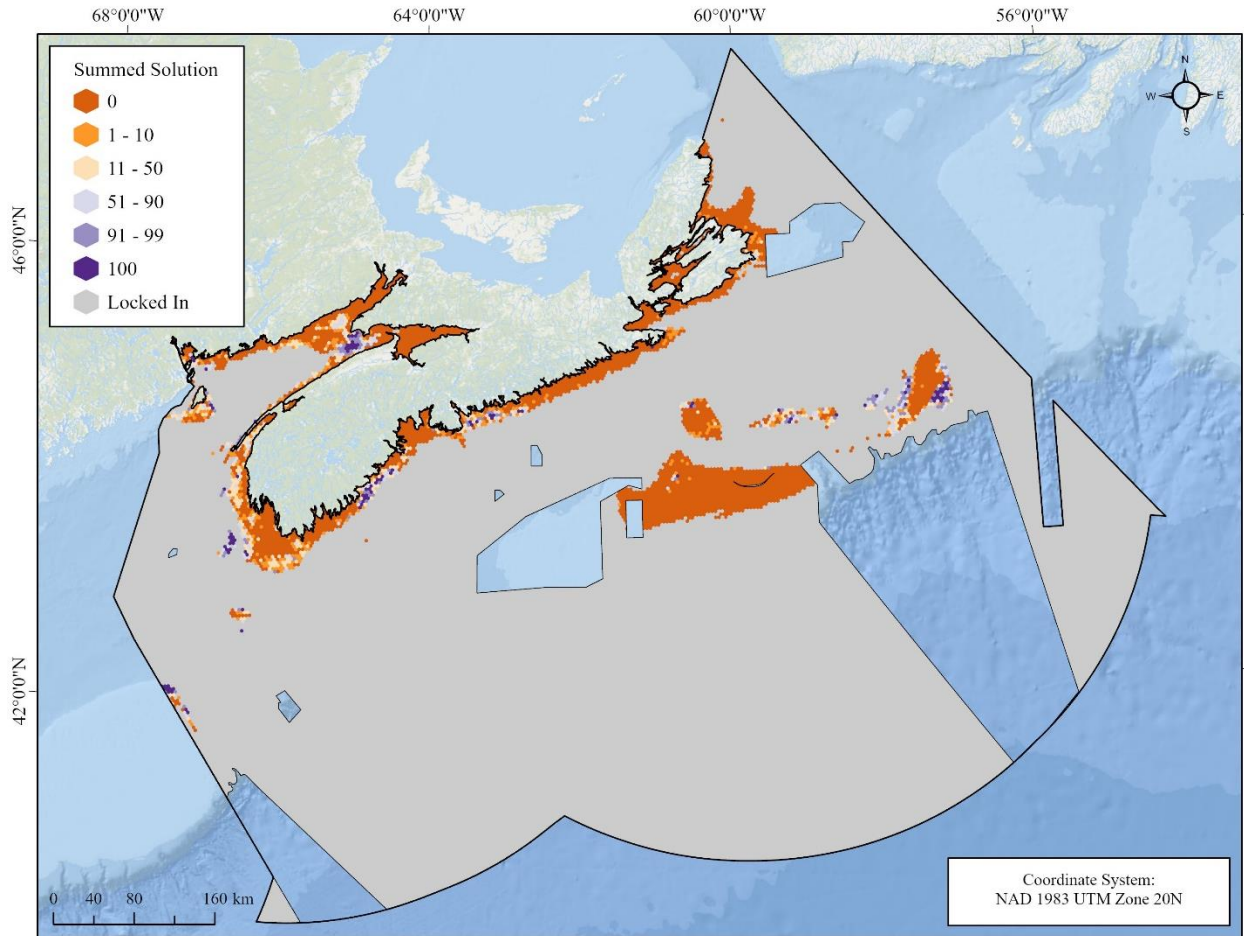 68°0'0"W 64°0'0"W 60°0'0"W 56°0'0"W
Summed Solution
0
1 - 10
11 - 50
51 - 90
91 - 99
100
Locked In
N
W E
S
46°0'0"N
42°0'0"N
0 40 80 160 km
Coordinate System:
NAD 1983 UTM Zone 20N